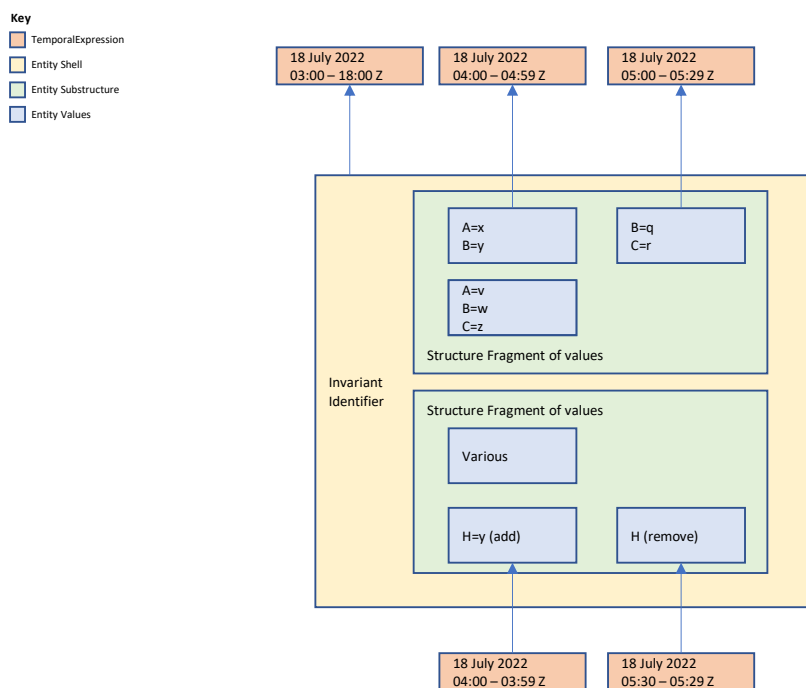 Key
TemporalExpression
Entity Shell
Entity Substructure
Entity Values
18 July 2022
03:00 – 18:00 Z
18 July 2022
04:00 – 04:59 Z
18 July 2022
05:00 – 05:29 Z
A=x
B=y
B=q
C=r
A=v
B=w
C=z
Structure Fragment of values
Invariant
Identifier
Structure Fragment of values
Various
H=y (add)
H (remove)
18 July 2022
04:00 – 03:59 Z
18 July 2022
05:30 – 05:29 Z